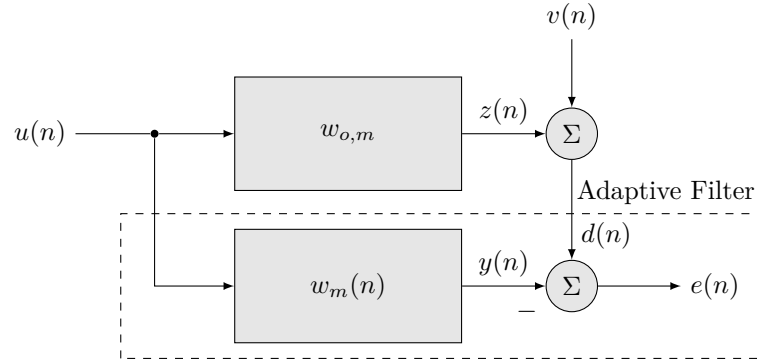 v(n)
u(n)
w_{o,m}
z(n)
Σ
Adaptive Filter
d(n)
w_m(n)
y(n)
Σ
e(n)
−